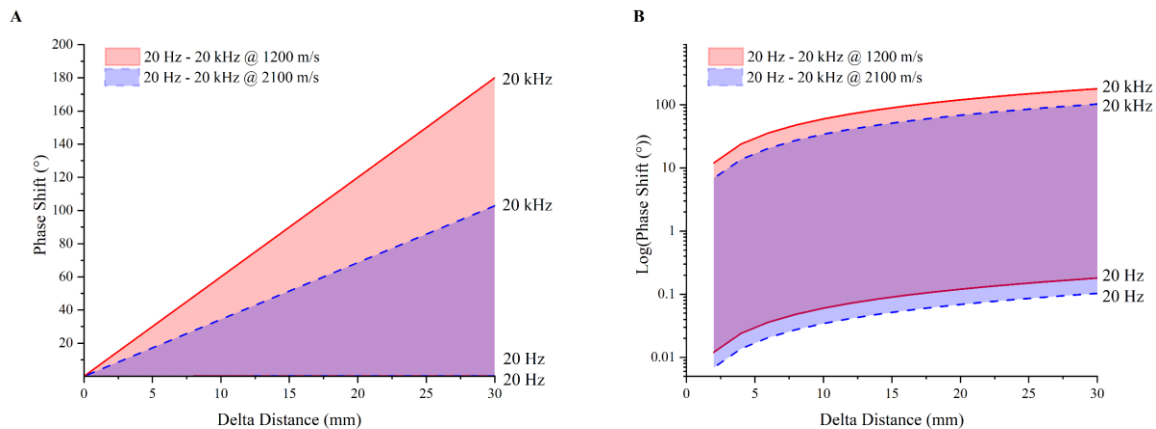 A
20 Hz - 20 kHz @ 1200 m/s
20 Hz - 20 kHz @ 2100 m/s
Phase Shift (°)
200
180
160
140
120
100
80
60
40
20
20 kHz
20 kHz
20 Hz
20 Hz
0
5
10
15
20
25
30
Delta Distance (mm)
B
20 Hz - 20 kHz @ 1200 m/s
20 Hz - 20 kHz @ 2100 m/s
Log(Phase Shift (°))
100
10
1
0.1
0.01
20 kHz
20 kHz
20 Hz
20 Hz
0
5
10
15
20
25
30
Delta Distance (mm)